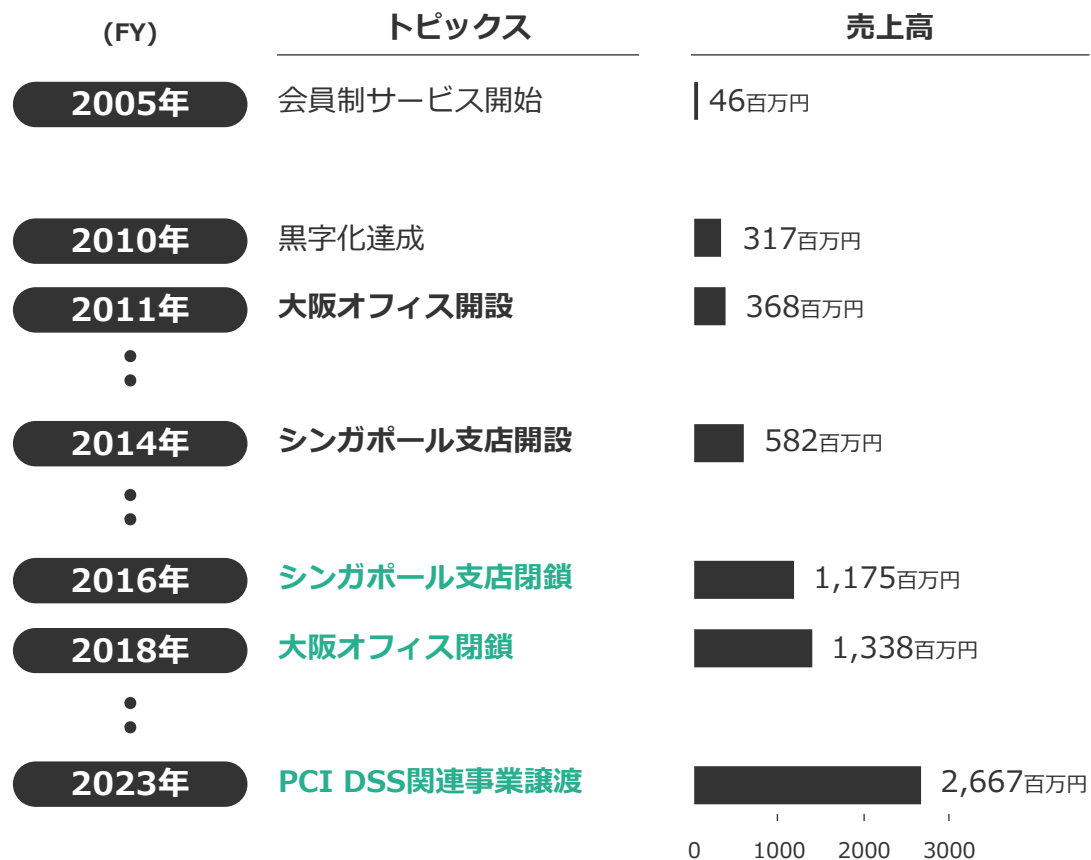 (FY) トピックス 売上高
2005年 会員制サービス開始 46百万円
2010年 黒字化達成 317百万円
2011年 大阪オフィス開設 368百万円
2014年 シンガポール支店開設 582百万円
2016年 シンガポール支店閉鎖 1,175百万円
2018年 大阪オフィス閉鎖 1,338百万円
2023年 PCI DSS関連事業譲渡 2,667百万円
0 1000 2000 3000